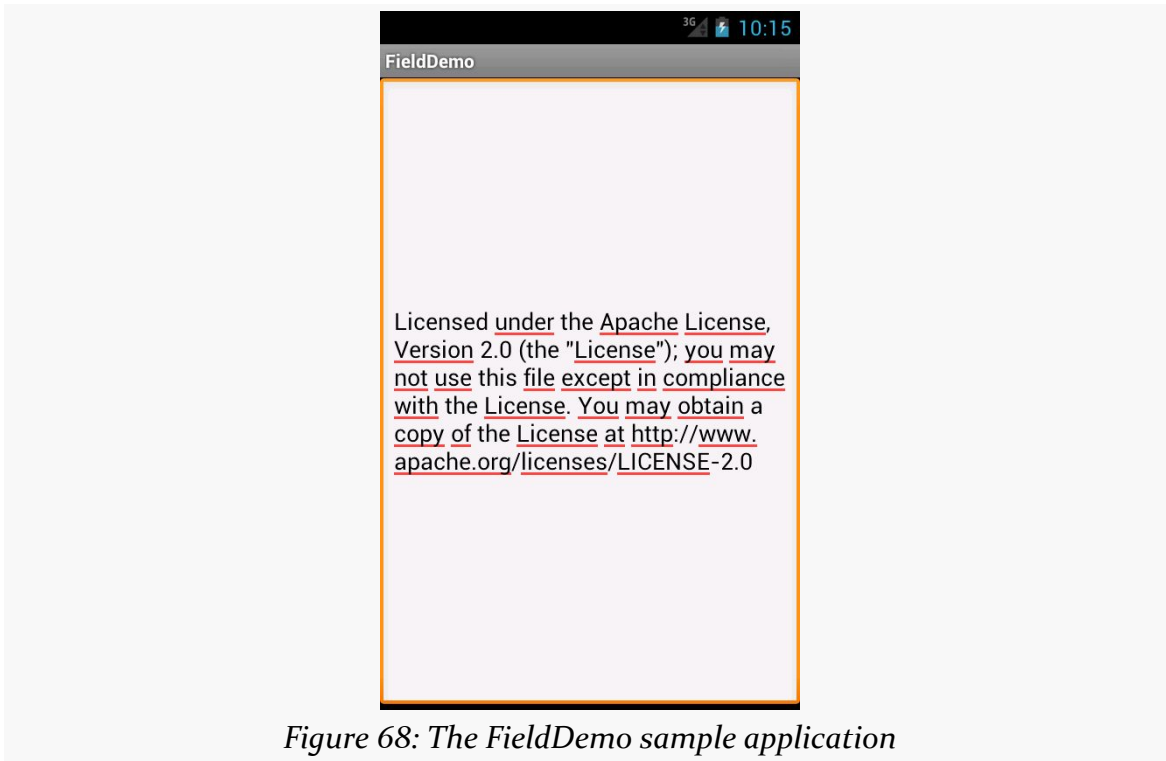 3G 10:15
FieldDemo
Licensed under the Apache License,
Version 2.0 (the "License"); you may
not use this file except in compliance
with the License. You may obtain a
copy of the License at http://www.
apache.org/licenses/LICENSE-2.0
Figure 68: The FieldDemo sample application